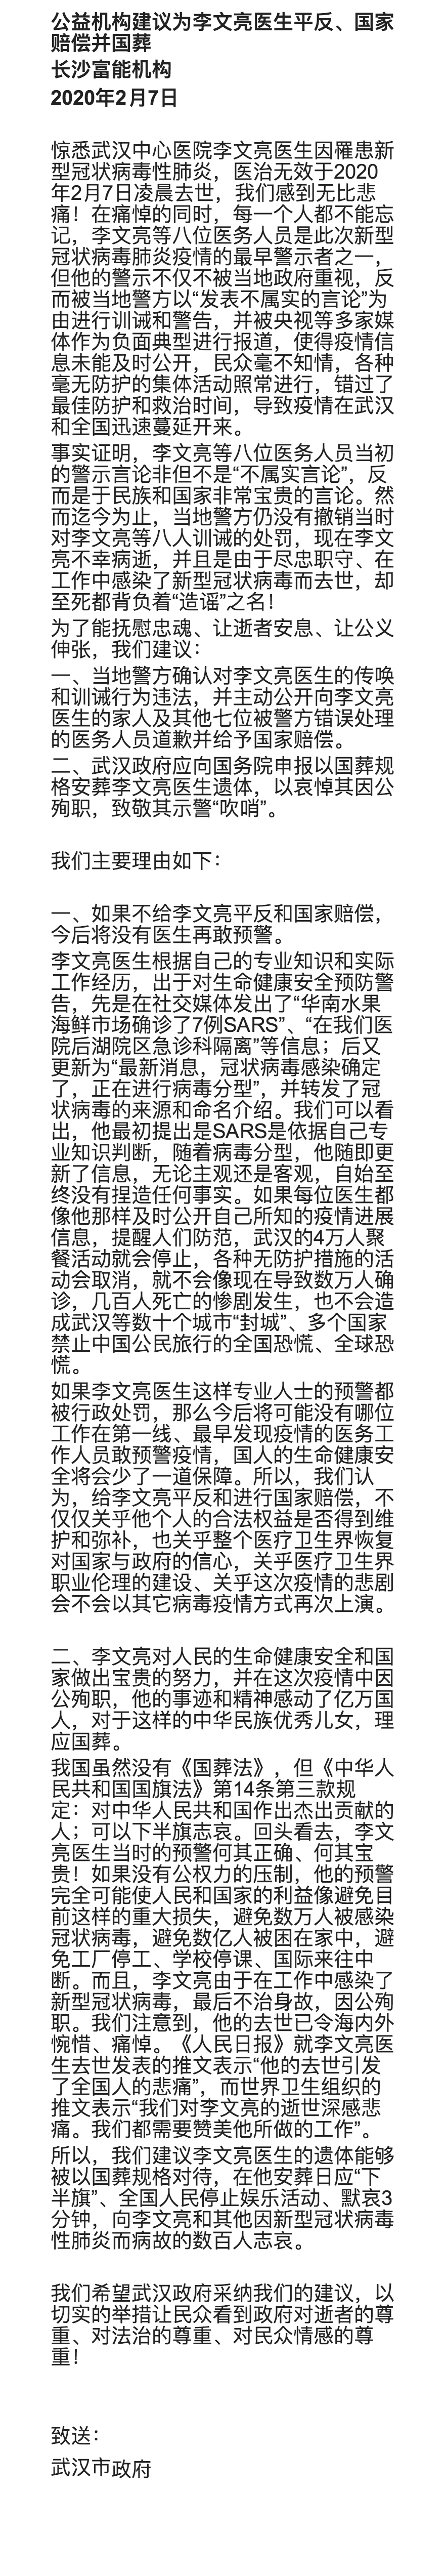 公益机构建议为李文亮医生平反、国家
赔偿并国葬
长沙富能机构
2020年2月7日
惊悉武汉中心医院李文亮医生因罹患新
型冠状病毒性肺炎，医治无效于2020
年2月7日凌晨去世，我们感到无比悲
痛！在痛悼的同时，每一个人都不能忘
记，李文亮等八位医务人员是此次新型
冠状病毒肺炎疫情的最早警示者之一，
但他的警示不仅不被当地政府重视，反
而被当地警方以“发表不属实的言论”为
由进行训诫和警告，并被央视等多家媒
体作为负面典型进行报道，使得疫情信
息未能及时公开，民众毫不知情，各种
毫无防护的集体活动照常进行，错过了
最佳防护和救治时间，导致疫情在武汉
和全国迅速蔓延开来。
事实证明，李文亮等八位医务人员当初
的警示言论非但不是“不属实言论”，反
而是于民族和国家非常宝贵的言论。然
而迄今为止，当地警方仍没有撤销当时
对李文亮等八人训诫的处罚，现在李文
亮不幸病逝，并且是由于尽忠职守、在
工作中感染了新型冠状病毒而去世，却
至死都背负着“造谣”之名！
为了能抚慰忠魂、让逝者安息、让公义
伸张，我们建议：
一、当地警方确认对李文亮医生的传唤
和训诫行为违法，并主动公开向李文亮
医生的家人及其他七位被警方错误处理
的医务人员道歉并给予国家赔偿。
二、武汉政府应向国务院申报以国葬规
格安葬李文亮医生遗体，以哀悼其因公
殉职，致敬其示警“吹哨”。
我们主要理由如下：
一、如果不给李文亮平反和国家赔偿，
今后将没有医生再敢预警。
李文亮医生根据自己的专业知识和实际
工作经历，出于对生命健康安全预防警
告，先是在社交媒体发出了“华南水果
海鲜市场确诊了7例SARS”、“在我们医
院后湖院区急诊科隔离”等信息；后又
更新为“最新消息，冠状病毒感染确定
了，正在进行病毒分型”，并转发了冠
状病毒的来源和命名介绍。我们可以看
出，他最初提出是SARS是依据自己专
业知识判断，随着病毒分型，他随即更
新了信息，无论主观还是客观，自始至
终没有捏造任何事实。如果每位医生都
像他那样及时公开自己所知的疫情进展
信息，提醒人们防范，武汉的4万人聚
餐活动就会停止，各种无防护措施的活
动会取消，就不会像现在导致数万人确
诊，几百人死亡的惨剧发生，也不会造
成武汉等数十个城市“封城”、多个国家
禁止中国公民旅行的全国恐慌、全球恐
慌。
如果李文亮医生这样专业人士的预警都
被行政处罚，那么今后将可能没有哪位
工作在第一线、最早发现疫情的医务工
作人员敢预警疫情，国人的生命健康安
全将会少了一道保障。所以，我们认
为，给李文亮平反和进行国家赔偿，不
仅仅关乎他个人的合法权益是否得到维
护和弥补，也关乎整个医疗卫生界恢复
对国家与政府的信心，关乎医疗卫生界
职业伦理的建设、关乎这次疫情的悲剧
会不会以其它病毒疫情方式再次上演。
二、李文亮对人民的生命健康安全和国
家做出宝贵的努力，并在这次疫情中因
公殉职，他的事迹和精神感动了亿万国
人，对于这样的中华民族优秀儿女，理
应国葬。
我国虽然没有《国葬法》，但《中华人
民共和国国旗法》第14条第三款规
定：对中华人民共和国作出杰出贡献的
人；可以下半旗志哀。回头看去，李文
亮医生当时的预警何其正确、何其宝
贵！如果没有公权力的压制，他的预警
完全可能使人民和国家的利益像避免目
前这样的重大损失，避免数万人被感染
冠状病毒，避免数亿人被困在家中，避
免工厂停工、学校停课、国际来往中
断。而且，李文亮由于在工作中感染了
新型冠状病毒，最后不治身故，因公殉
职。我们注意到，他的去世已令海内外
惋惜、痛悼。《人民日报》就李文亮医
生去世发表的推文表示“他的去世引发
了全国人的悲痛”，而世界卫生组织的
推文表示“我们对李文亮的逝世深感悲
痛。我们都需要赞美他所做的工作”。
所以，我们建议李文亮医生的遗体能够
被以国葬规格对待，在他安葬日应“下
半旗”、全国人民停止娱乐活动、默哀3
分钟，向李文亮和其他因新型冠状病毒
性肺炎而病故的数百人志哀。
我们希望武汉政府采纳我们的建议，以
切实的举措让民众看到政府对逝者的尊
重、对法治的尊重、对民众情感的尊
重！
致送：
武汉市政府